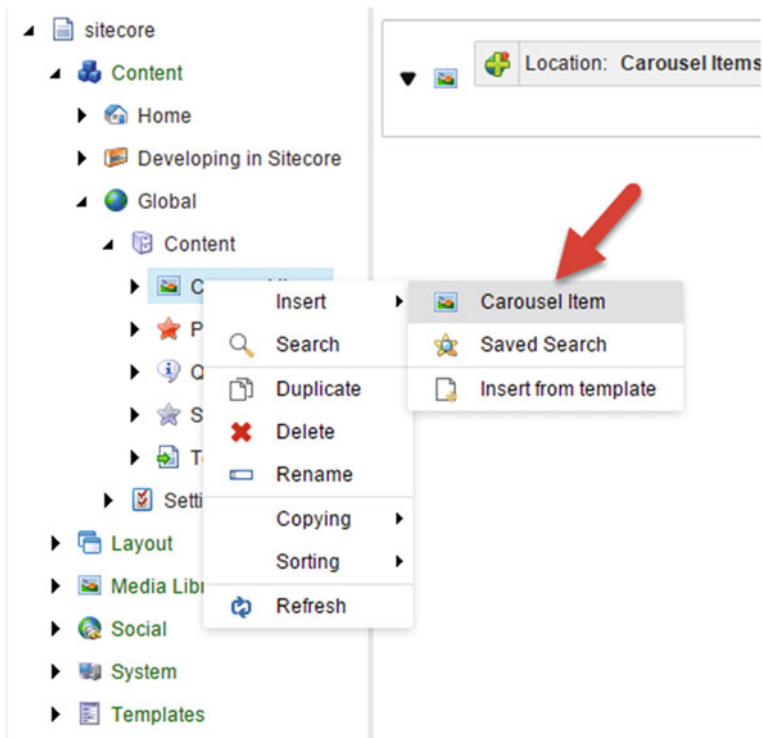 sitecore
Content
Home
Developing in Sitecore
Global
Content
Layout
Social
System
Templates
Insert
Search
Duplicate
Delete
Rename
Copying
Sorting
Refresh
Carousel Item
Saved Search
Insert from template
Location: Carousel Items